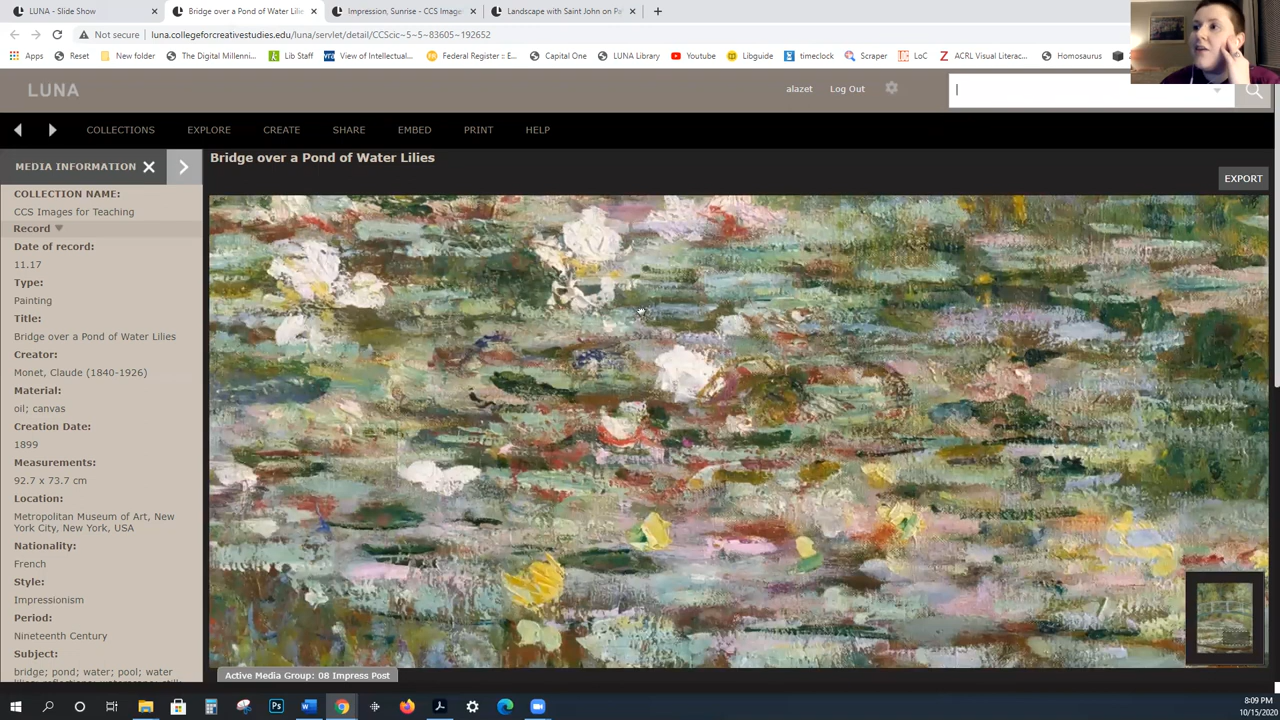 LUNA - Slide Show
Bridge over a Pond of Water Lilie
Impression, Sunrise - CCS Image
Landscape with Saint John on Pa
Not secure | luna.collegeforcreativestudies.edu/luna/servlet/detail/CCScic~5~5~83605~192652
Apps Reset New folder The Digital Millenni... Lib Staff View of Intellectual... Federal Register :: E... Capital One LUNA Library Youtube Libguide timeclock Scraper LoC ACRL Visual Literac... Homosaurus
LUNA
alazet Log Out
COLLECTIONS EXPLORE CREATE SHARE EMBED PRINT HELP
MEDIA INFORMATION
Bridge over a Pond of Water Lilies
EXPORT
COLLECTION NAME:
CCS Images for Teaching
Record
Date of record:
11.17
Type:
Painting
Title:
Bridge over a Pond of Water Lilies
Creator:
Monet, Claude (1840-1926)
Material:
oil; canvas
Creation Date:
1899
Measurements:
92.7 x 73.7 cm
Location:
Metropolitan Museum of Art, New
York City, New York, USA
Nationality:
French
Style:
Impressionism
Period:
Nineteenth Century
Subject:
bridge; pond; water; pool; water
Active Media Group: 08 Impress Post
8:09 PM
10/15/2020